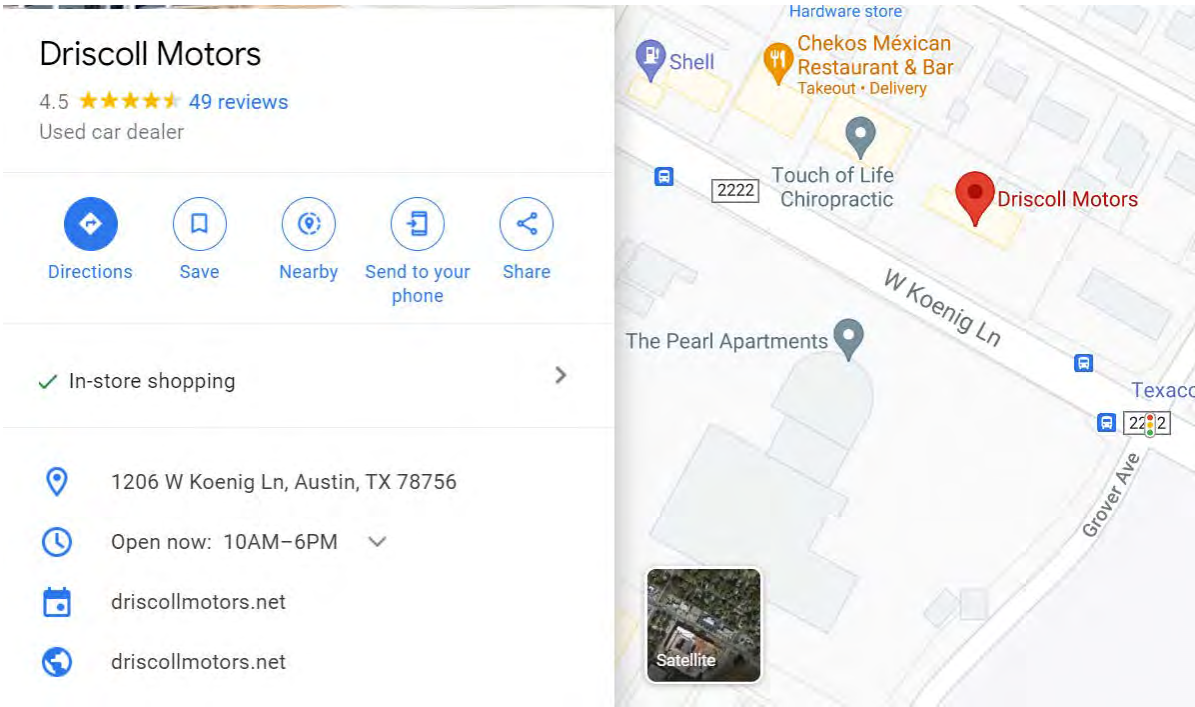 Driscoll Motors
4.5 49 reviews
Used car dealer
Directions
Save
Nearby
Send to your
phone
Share
In-store shopping
1206 W Koenig Ln, Austin, TX 78756
Open now: 10AM–6PM
driscollmotors.net
driscollmotors.net
Hardware store
Shell
Chekos Méxican
Restaurant & Bar
Takeout • Delivery
Touch of Life
Chiropractic
2222
Driscoll Motors
W Koenig Ln
The Pearl Apartments
Texaco
Grover Ave
Satellite